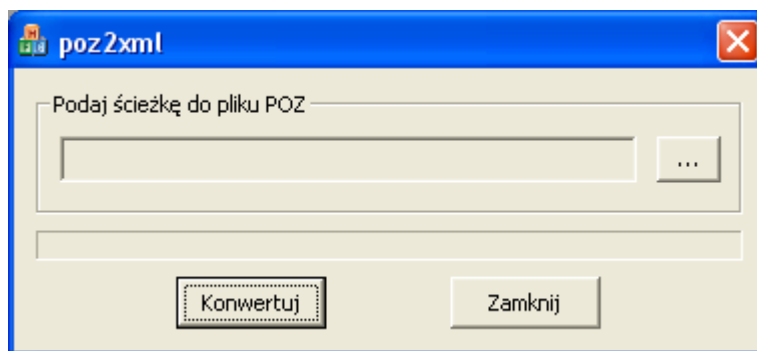 poz2xml
Podaj ścieżkę do pliku POZ
...
Konwertuj
Zamknij